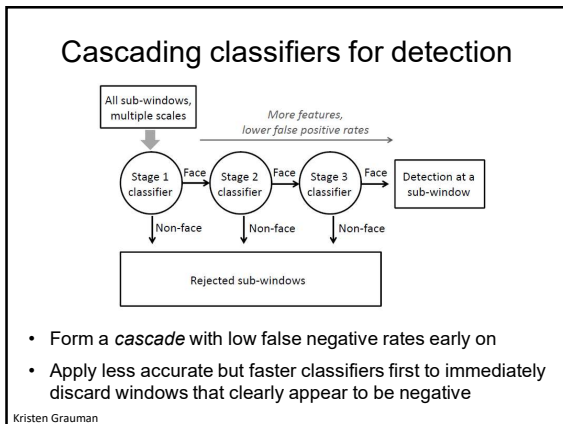 Cascading classifiers for detection
All sub-windows,
multiple scales
More features,
lower false positive rates
Stage 1
classifier
Face
Stage 2
classifier
Face
Stage 3
classifier
Face
Detection at a
sub-window
Non-face
Non-face
Non-face
Rejected sub-windows
• Form a cascade with low false negative rates early on
• Apply less accurate but faster classifiers first to immediately
discard windows that clearly appear to be negative
Kristen Grauman